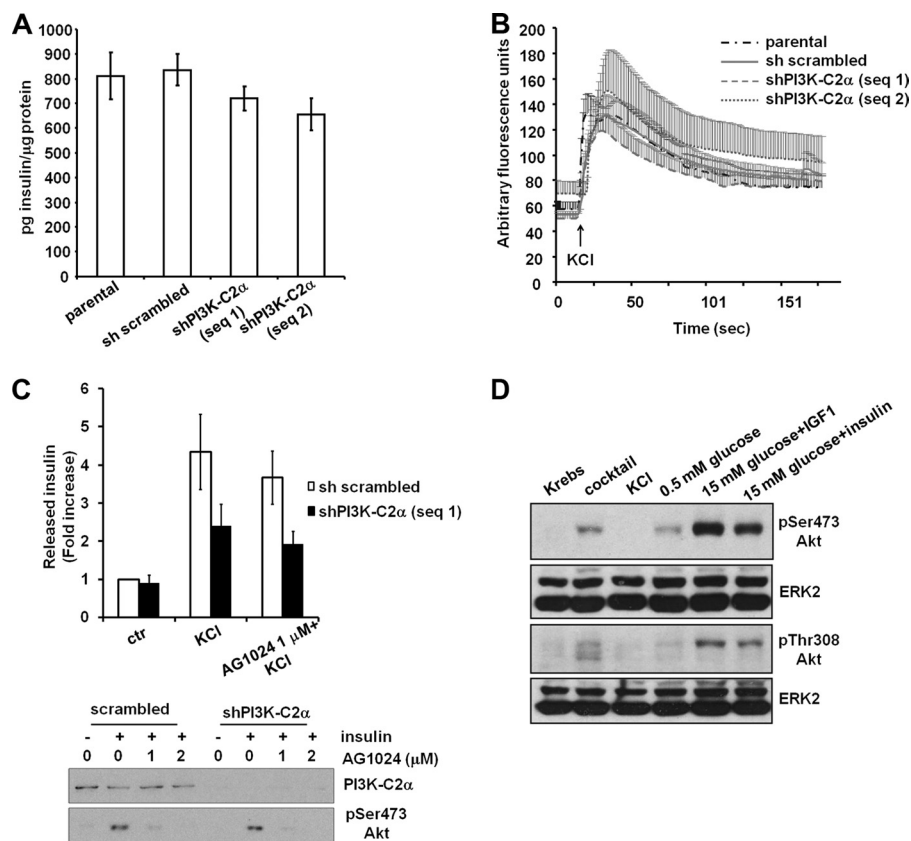 A
pg insulin/µg protein
1000
900
800
700
600
500
400
300
200
100
0
parental
sh scrambled
shPI3K-C2α
(seq 1)
shPI3K-C2α
(seq 2)
B
Arbitrary fluorescence units
200
180
160
140
120
100
80
60
40
20
0
KCl
0
50
101
151
Time (sec)
parental
sh scrambled
shPI3K-C2α (seq 1)
shPI3K-C2α (seq 2)
C
Released insulin
(Fold increase)
6
5
4
3
2
1
0
ctr
KCl
AG1024 1 µM+
KCl
sh scrambled
shPI3K-C2α (seq 1)
scrambled shPI3K-C2α
- + + + - + + + insulin
0 0 1 2 0 0 1 2 AG1024 (µM)
PI3K-C2α
pSer473
Akt
D
Krebs
cocktail
KCl
0.5 mM glucose
15 mM glucose+IGF1
15 mM glucose+insulin
pSer473
Akt
ERK2
pThr308
Akt
ERK2